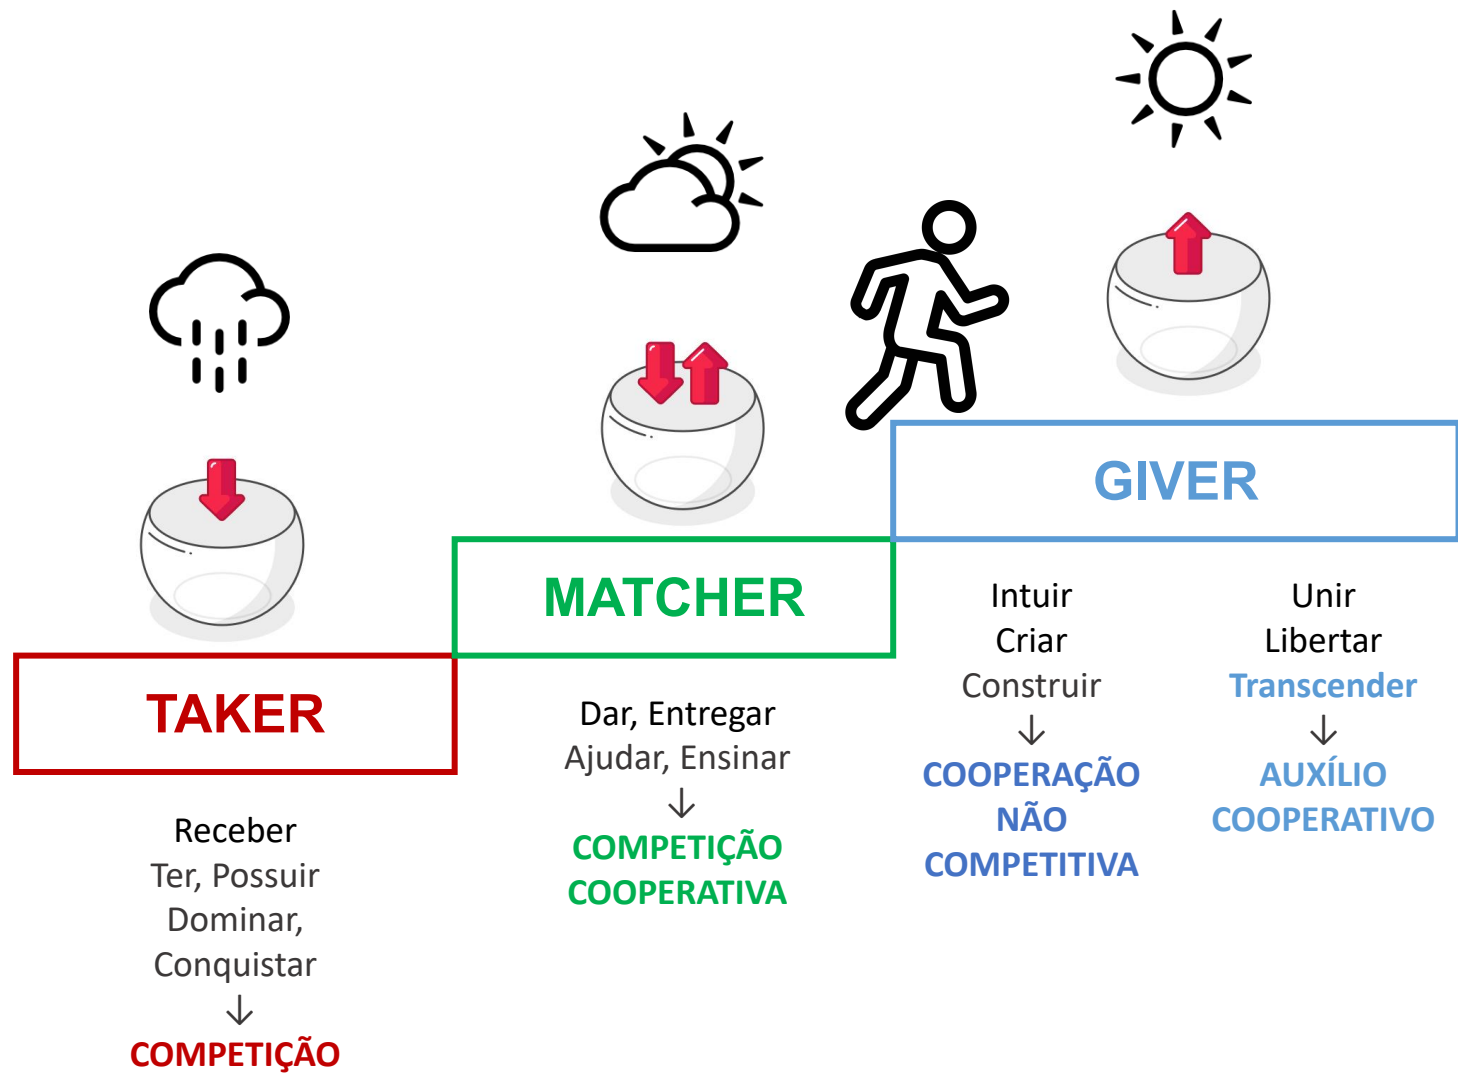 TAKER
Receber
Ter, Possuir
Dominar,
Conquistar
↓
COMPETIÇÃO
MATCHER
Dar, Entregar
Ajudar, Ensinar
↓
COMPETIÇÃO
COOPERATIVA
GIVER
Intuir
Criar
Construir
↓
COOPERAÇÃO
NÃO
COMPETITIVA
Unir
Libertar
Transcender
↓
AUXÍLIO
COOPERATIVO